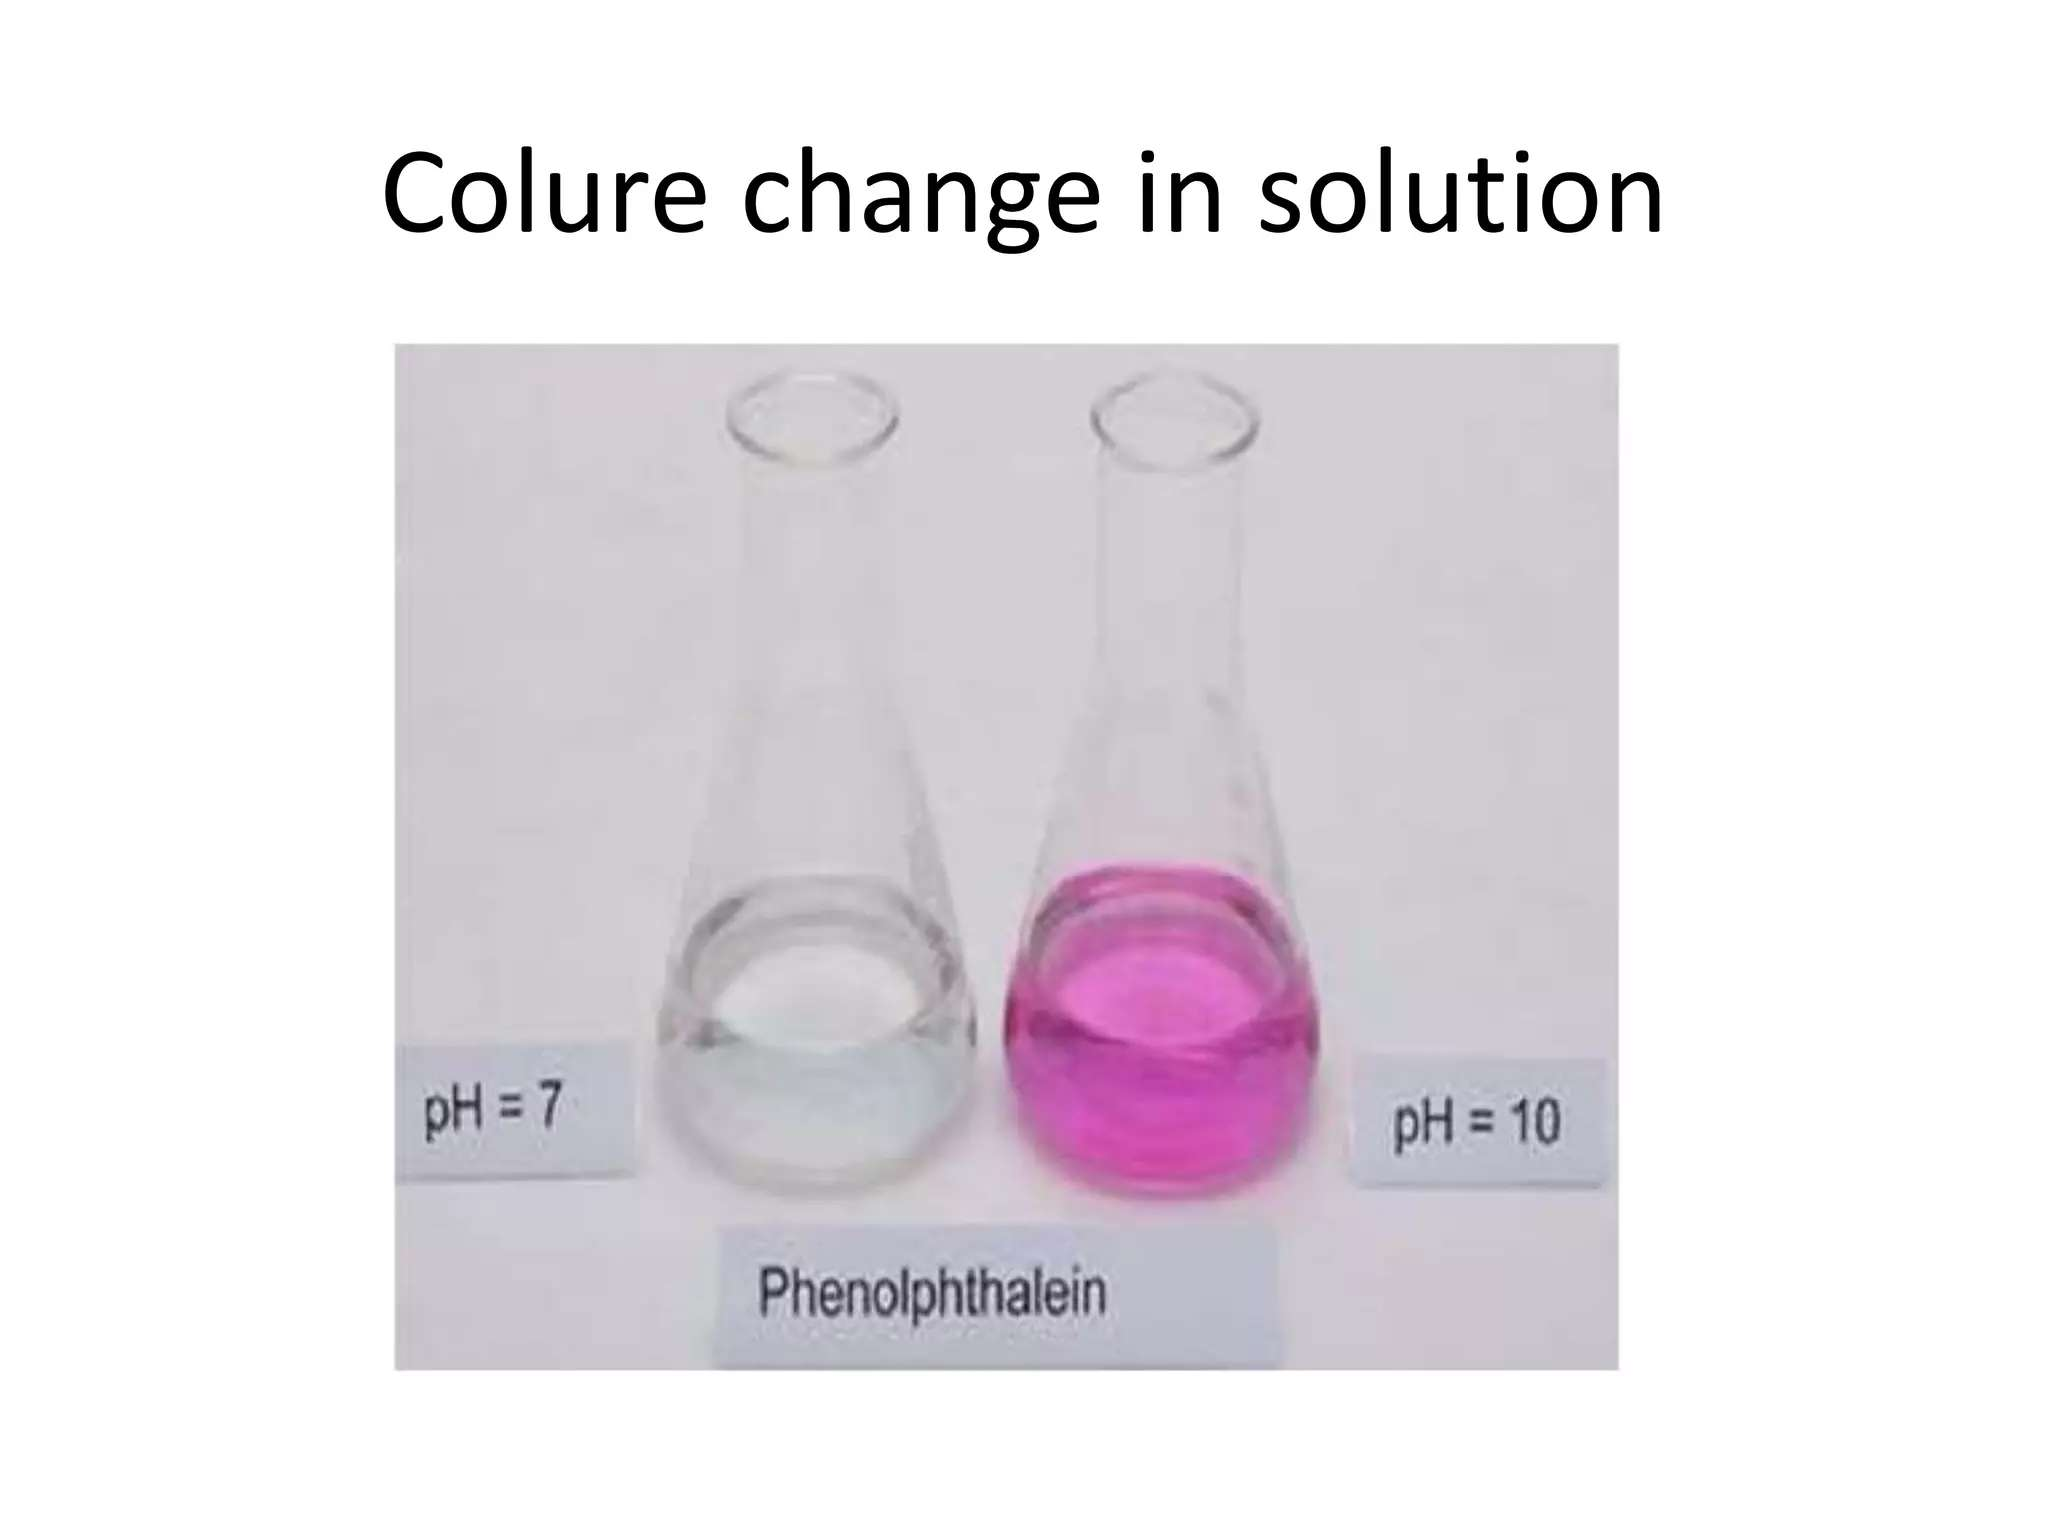 Colure change in solution
pH = 7
pH = 10
Phenolphthalein